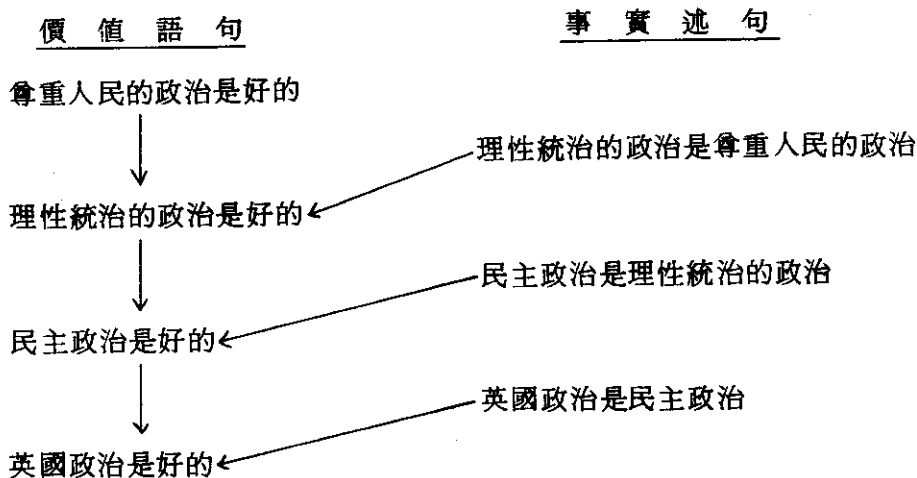 價值語句
事實述句
尊重人民的政治是好的
理性統治的政治是尊重人民的政治
理性統治的政治是好的
民主政治是理性統治的政治
民主政治是好的
英國政治是民主政治
英國政治是好的